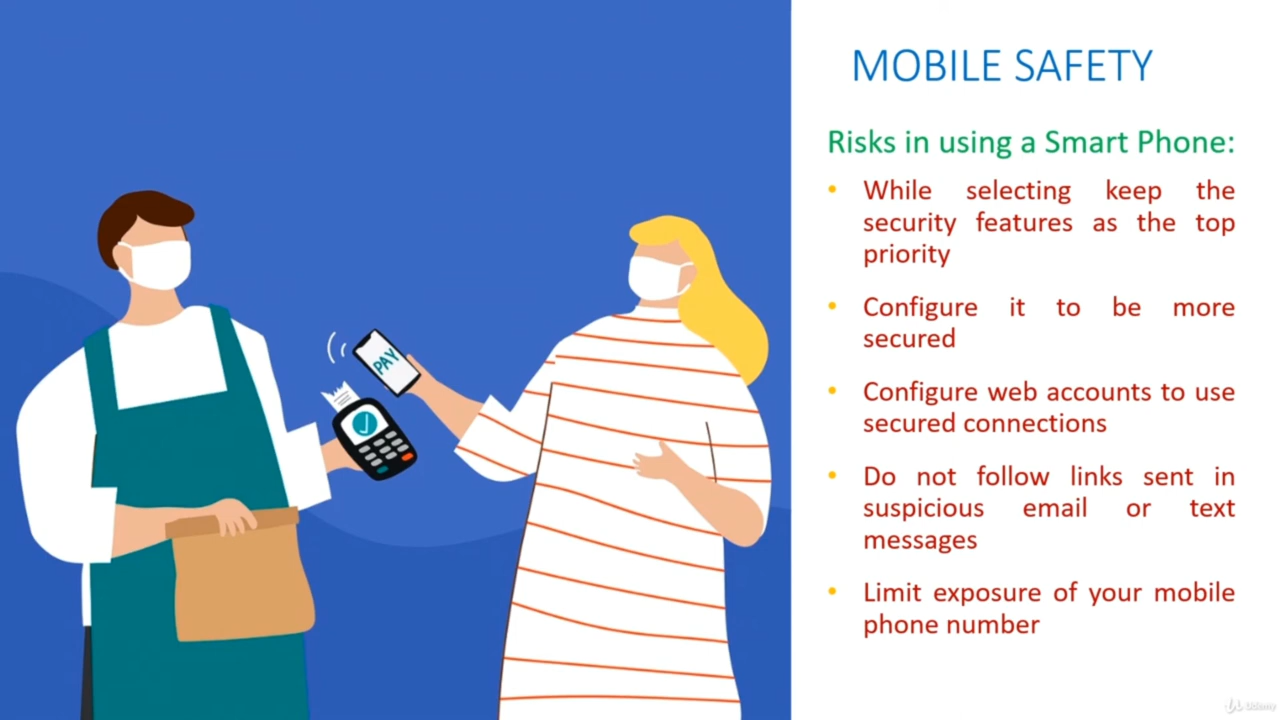 MOBILE SAFETY
Risks in using a Smart Phone:
• While selecting keep the
security features as the top
priority
• Configure it to be more
secured
• Configure web accounts to use
secured connections
• Do not follow links sent in
suspicious email or text
messages
• Limit exposure of your mobile
phone number
PAY
Udemy